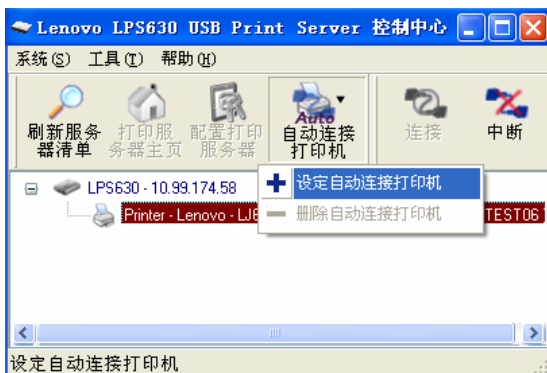 Lenovo LPS630 USB Print Server 控制中心
系统(S) 工具(T) 帮助(H)
刷新服务器清单
打印服务器主页
配置打印服务器
Auto
自动连接打印机
连接
中断
LPS630 - 10.99.174.58
设定自动连接打印机
Printer - Lenovo - TEST06
删除自动连接打印机
设定自动连接打印机